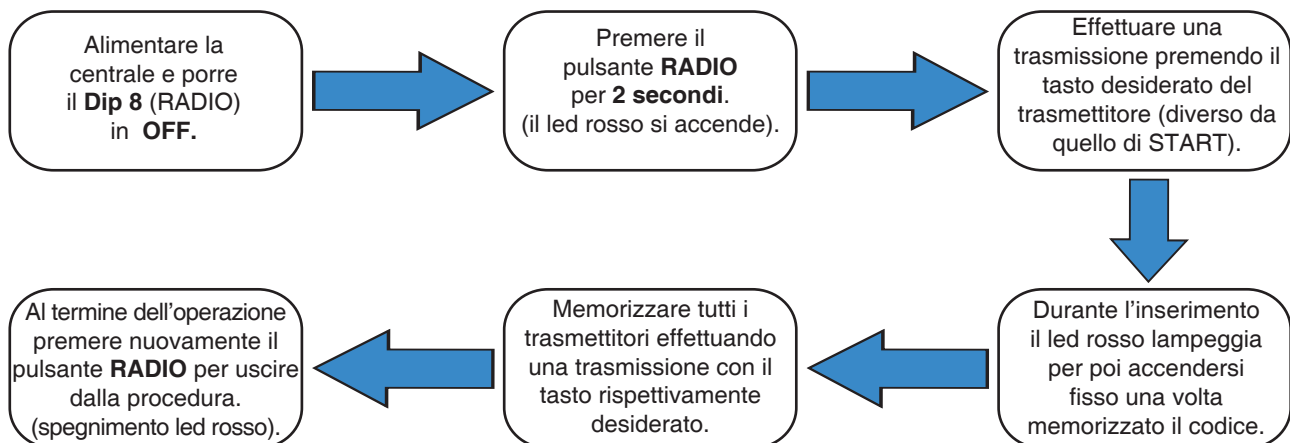 Alimentare la
centrale e porre
il Dip 8 (RADIO)
in OFF.
Premere il
pulsante RADIO
per 2 secondi.
(il led rosso si accende).
Effettuare una
trasmissione premendo il
tasto desiderato del
trasmettitore (diverso da
quello di START).
Durante l'inserimento
il led rosso lampeggia
per poi accendersi
fisso una volta
memorizzato il codice.
Memorizzare tutti i
trasmettitori effettuando
una trasmissione con il
tasto rispettivamente
desiderato.
Al termine dell'operazione
premere nuovamente il
pulsante RADIO per uscire
dalla procedura.
(spegnimento led rosso).